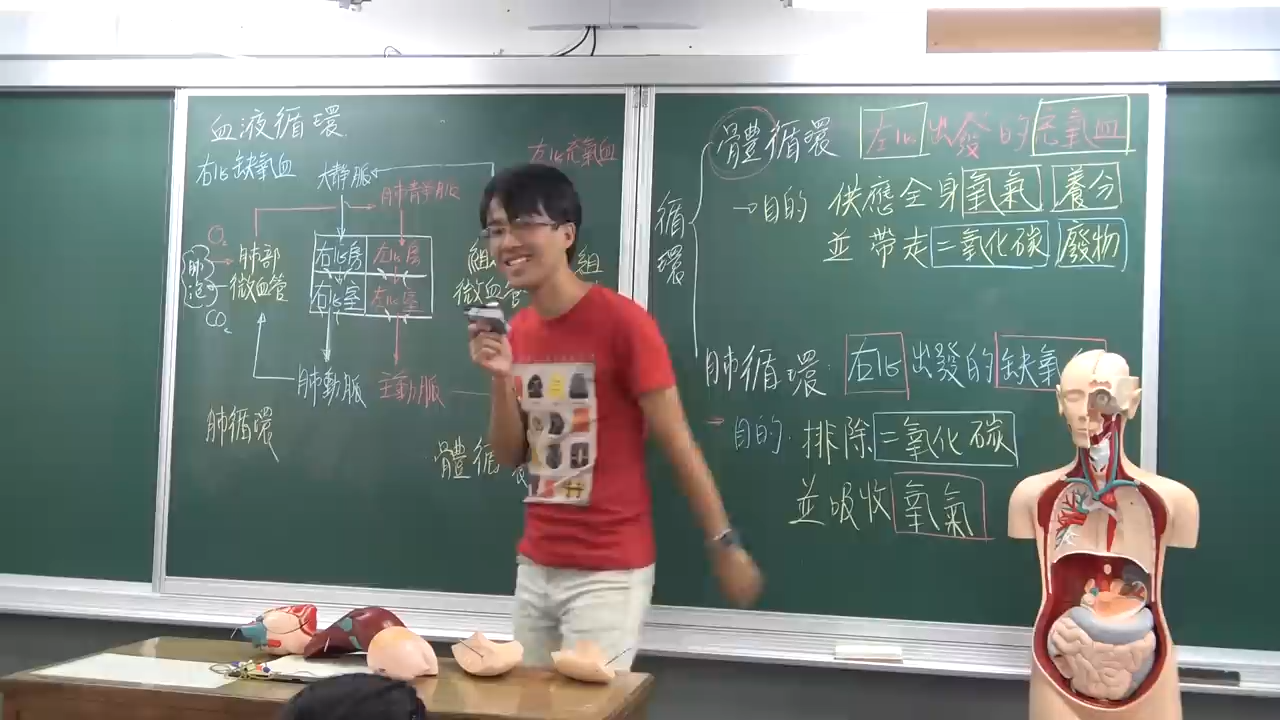 血液循環
右心缺氧血
大靜脈
左心充氧血
肺靜脈
O₂
肺泡
肺部
微血管
CO₂
右心房
左心房
右心室
左心室
組
組
微血管
肺動脈
主動脈
肺循環
體循環
循環
體循環
左心出發的充氧血
→目的 供應全身氧氣 養分
並帶走二氧化碳 廢物
肺循環:右心出發的缺氧
→目的.排除二氧化碳
並吸收氧氣